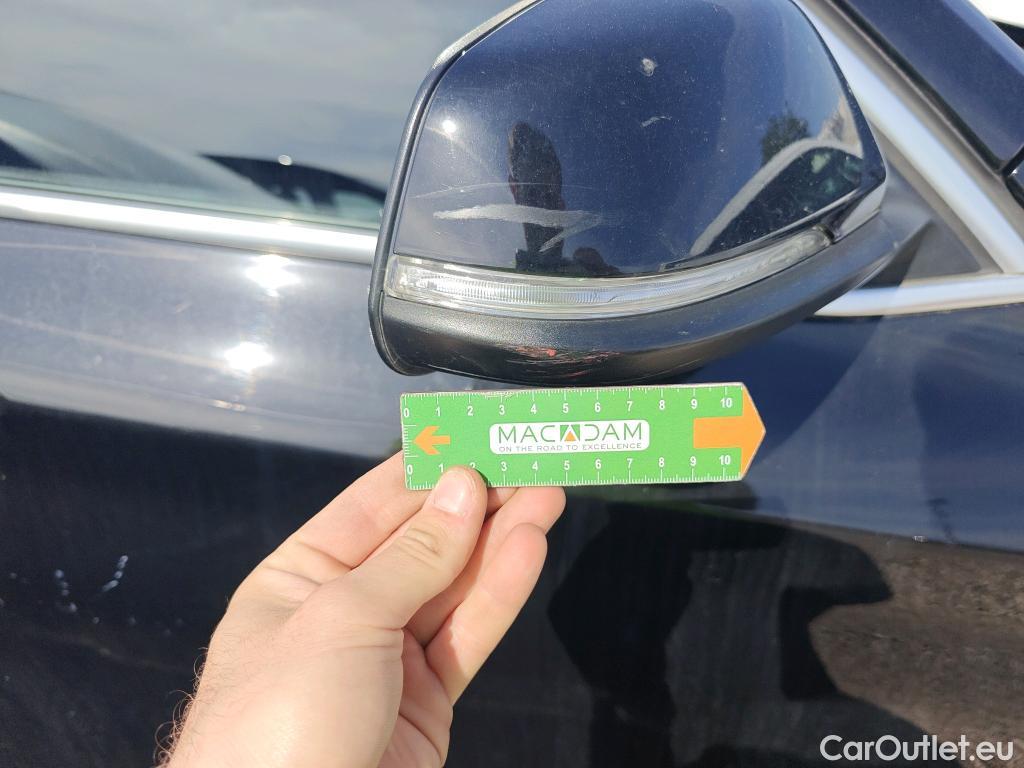 0 1 2 3 4 5 6 7 8 9 10
MACADAM
ON THE ROAD TO EXCELLENCE
0 1 2 3 4 5 6 7 8 9 10
CarOutlet.eu